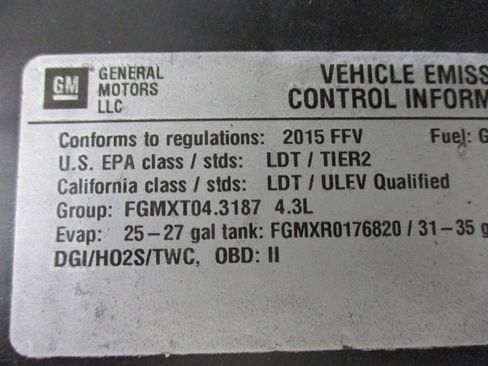 GM GENERAL MOTORS LLC
VEHICLE EMISS
CONTROL INFORM
Conforms to regulations: 2015 FFV Fuel: G
U.S. EPA class / stds: LDT / TIER2
California class / stds: LDT / ULEV Qualified
Group: FGMXT04.3187 4.3L
Evap: 25–27 gal tank: FGMXR0176820 / 31–35 g
DGI/HO2S/TWC, OBD: II